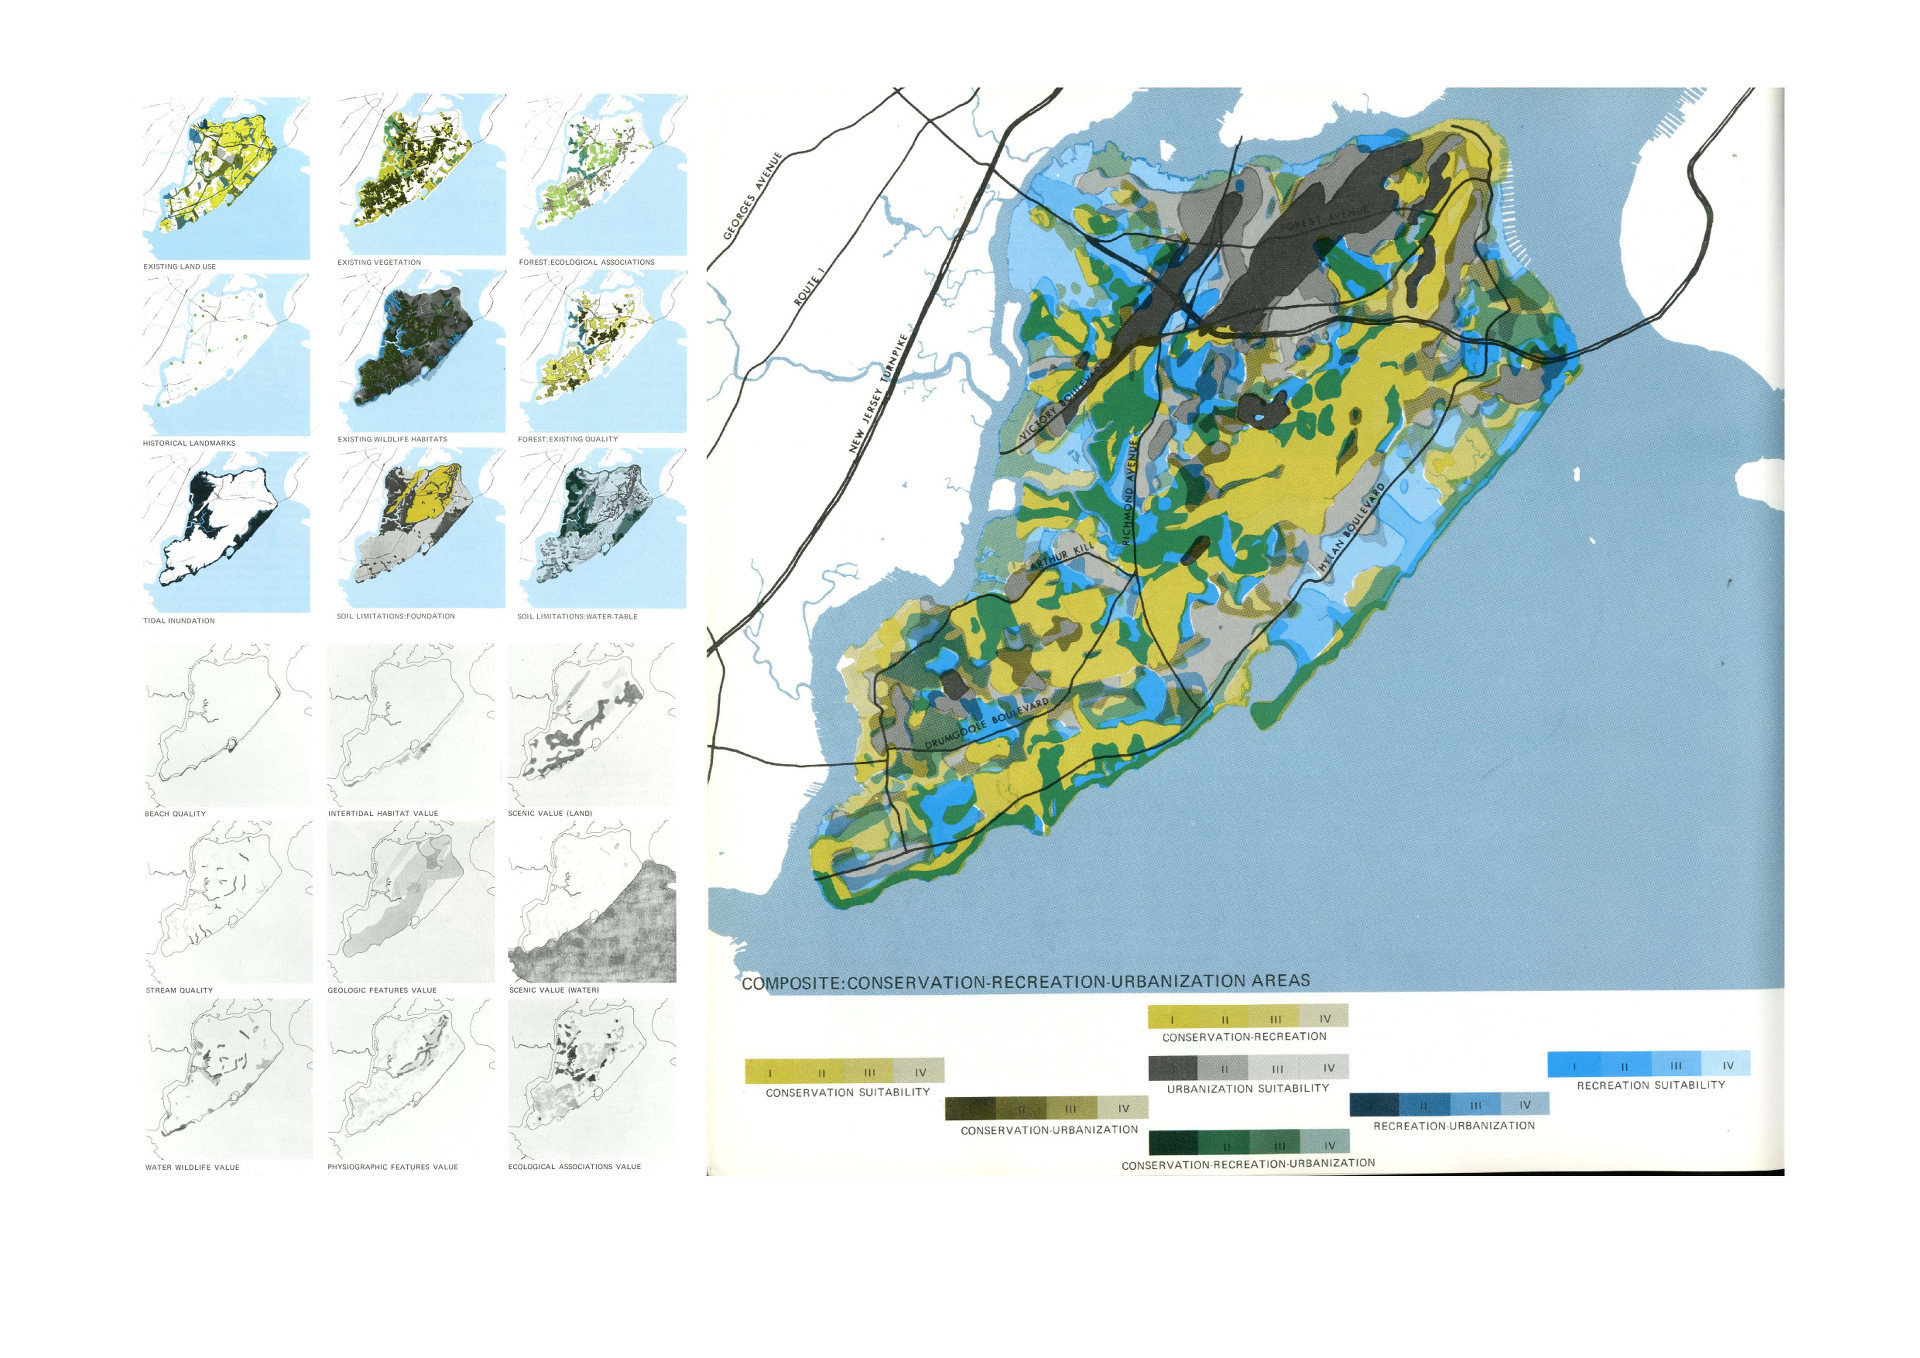 EXISTING LAND USE
EXISTING VEGETATION
FOREST:ECOLOGICAL ASSOCIATIONS
HISTORICAL LANDMARKS
EXISTING WILDLIFE HABITATS
FOREST:EXISTING QUALITY
TIDAL INUNDATION
SOIL LIMITATIONS:FOUNDATION
SOIL LIMITATIONS:WATER-TABLE
BEACH QUALITY
INTERTIDAL HABITAT VALUE
SCENIC VALUE (LAND)
STREAM QUALITY
GEOLOGIC FEATURES VALUE
SCENIC VALUE (WATER)
WATER WILDLIFE VALUE
PHYSIOGRAPHIC FEATURES VALUE
ECOLOGICAL ASSOCIATIONS VALUE
GEORGES AVENUE
ROUTE 1
NEW JERSEY TURNPIKE
FOREST AVENUE
VICTORY BOULEVARD
RICHMOND AVENUE
ARTHUR KILL
HYLAN BOULEVARD
DRUMGOOLE BOULEVARD
COMPOSITE:CONSERVATION-RECREATION-URBANIZATION AREAS
I II III IV
CONSERVATION-RECREATION
I II III IV
CONSERVATION SUITABILITY
II III IV
URBANIZATION SUITABILITY
I II III IV
RECREATION SUITABILITY
II III IV
CONSERVATION-URBANIZATION
II III IV
RECREATION-URBANIZATION
II III IV
CONSERVATION-RECREATION-URBANIZATION